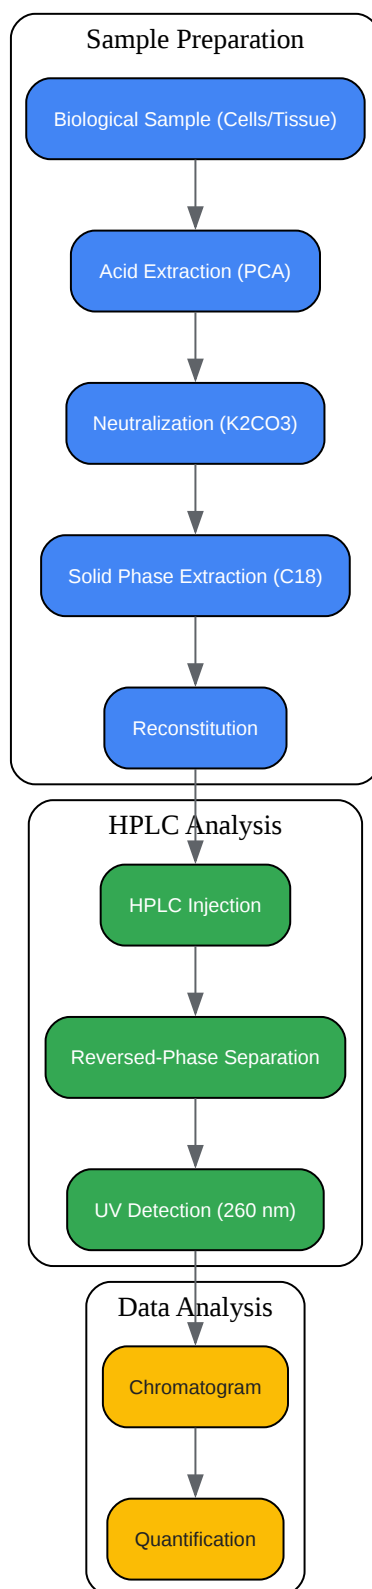 Sample Preparation
Biological Sample (Cells/Tissue)
Acid Extraction (PCA)
Neutralization (K2CO3)
Solid Phase Extraction (C18)
Reconstitution
HPLC Analysis
HPLC Injection
Reversed-Phase Separation
UV Detection (260 nm)
Data Analysis
Chromatogram
Quantification